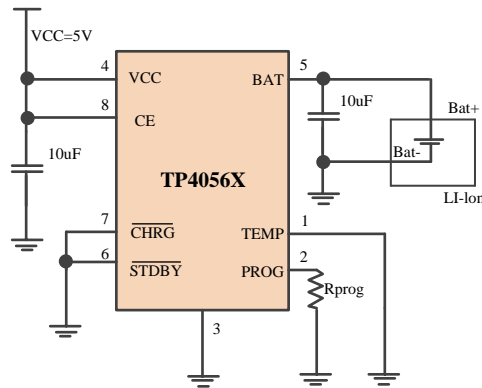 VCC=5V
4
VCC
8
CE
10uF
TP4056X
7
CHRG
6
STDBY
3
5
BAT
10uF
Bat+
Bat-
LI-Ion
TEMP
1
PROG
2
Rprog